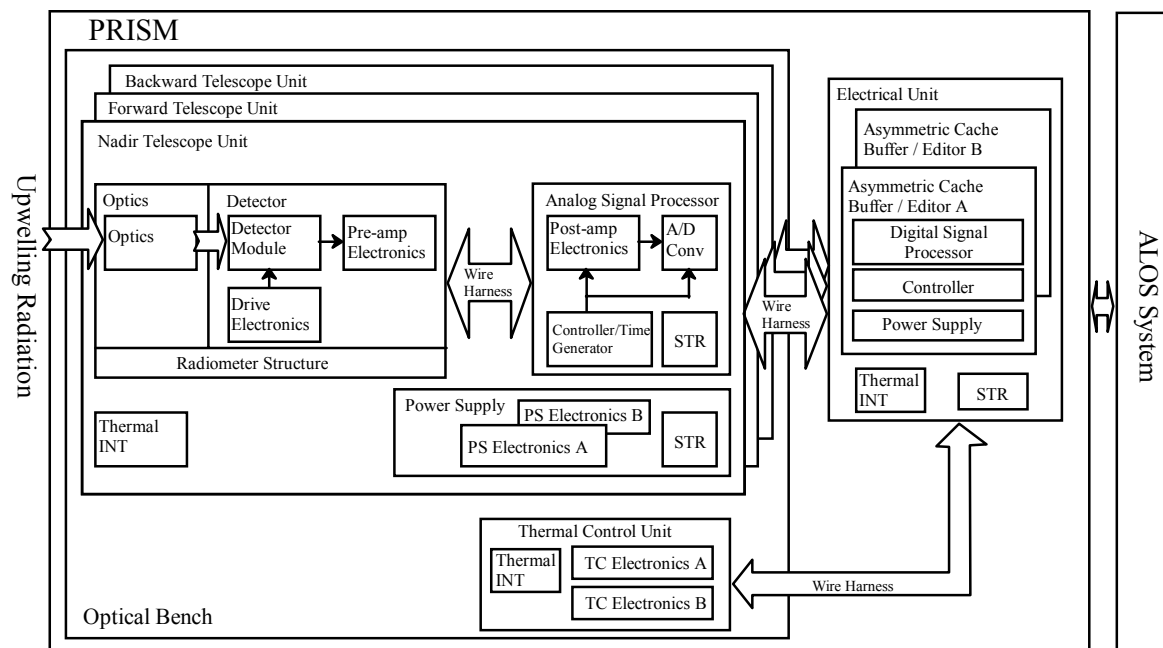 PRISM
Backward Telescope Unit
Forward Telescope Unit
Nadir Telescope Unit
Upwelling Radiation
Optics
Optics
Detector
Detector
Module
Pre-amp
Electronics
Drive
Electronics
Radiometer Structure
Wire
Harness
Analog Signal Processor
Post-amp
Electronics
A/D
Conv
Controller/Time
Generator
STR
Thermal
INT
Power Supply
PS Electronics B
PS Electronics A
STR
Wire
Harness
Electrical Unit
Asymmetric Cache
Buffer / Editor B
Asymmetric Cache
Buffer / Editor A
Digital Signal
Processor
Controller
Power Supply
Thermal
INT
STR
ALOS System
Thermal Control Unit
Thermal
INT
TC Electronics A
TC Electronics B
Wire Harness
Optical Bench